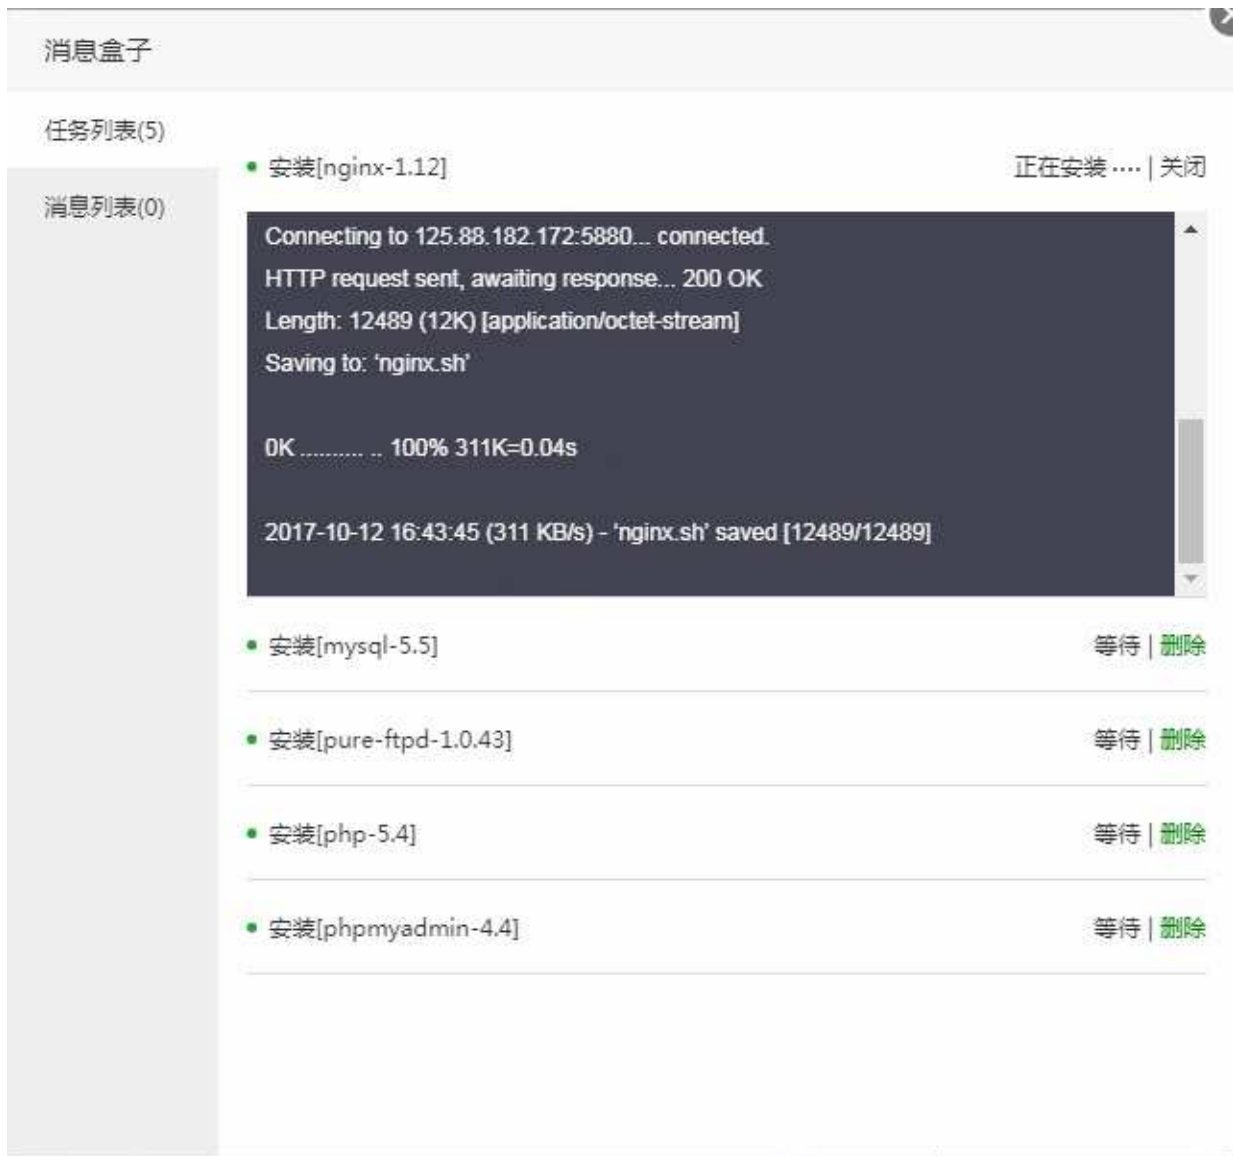 消息盒子
任务列表(5)
消息列表(0)
安装[nginx-1.12] 正在安装 .... | 关闭
Connecting to 125.88.182.172:5880... connected.
HTTP request sent, awaiting response... 200 OK
Length: 12489 (12K) [application/octet-stream]
Saving to: ‘nginx.sh’
0K .......... .. 100% 311K=0.04s
2017-10-12 16:43:45 (311 KB/s) - ‘nginx.sh’ saved [12489/12489]
安装[mysql-5.5] 等待 | 删除
安装[pure-ftpd-1.0.43] 等待 | 删除
安装[php-5.4] 等待 | 删除
安装[phpmyadmin-4.4] 等待 | 删除